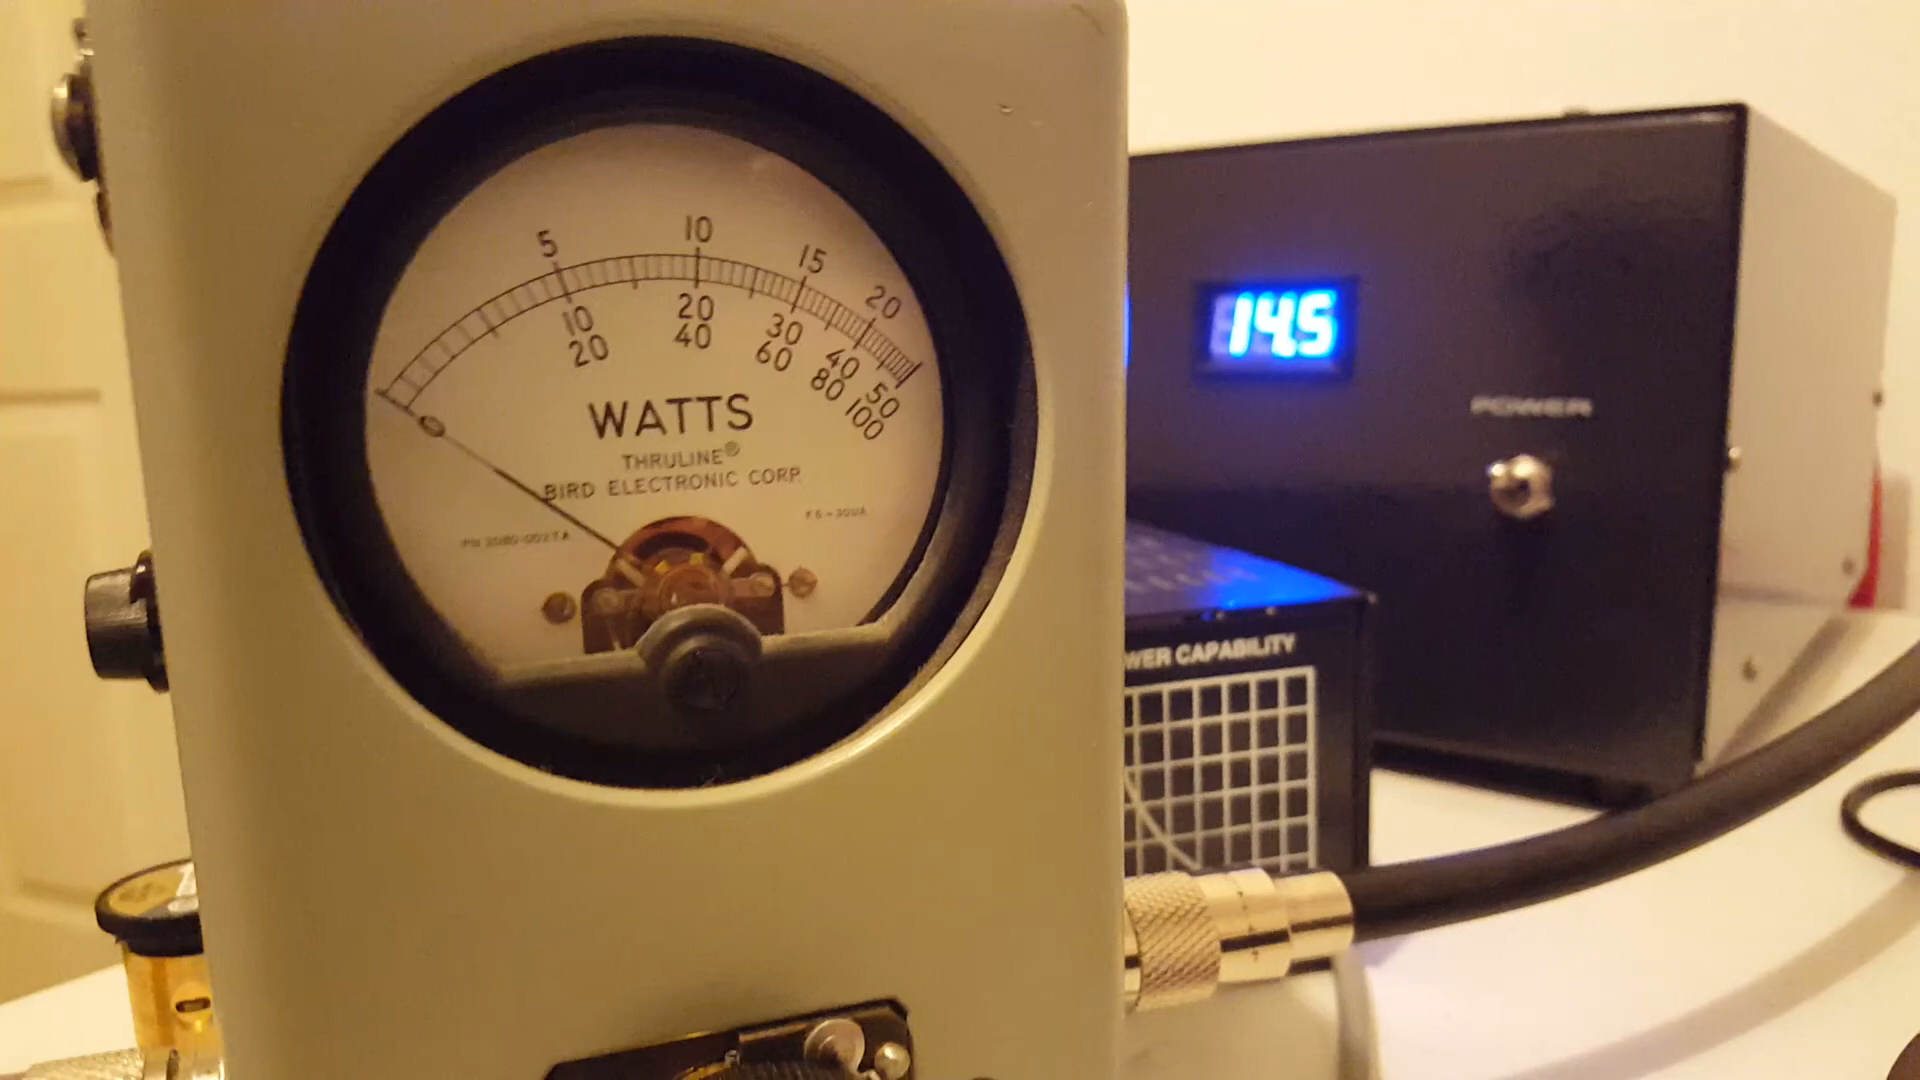 5 10 15 20
10 20 30 40 50
20 40 60 80 100
0
WATTS
THRULINE®
BIRD ELECTRONIC CORP.
14.5
POWER
WER CAPABILITY